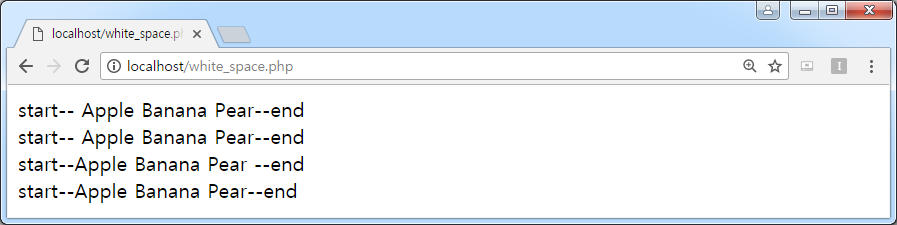 localhost/white_space.p
localhost/white_space.php
start-- Apple Banana Pear--end
start-- Apple Banana Pear--end
start--Apple Banana Pear --end
start--Apple Banana Pear--end